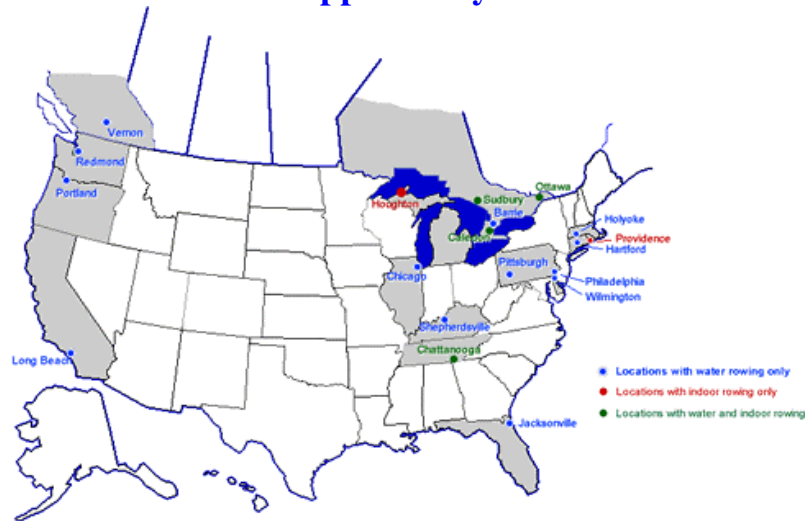 Vernon
Redmond
Portland
Houghton
Sudbury
Ottawa
Barrie
Caledon
Holyoke
Providence
Hartford
Pittsburgh
Chicago
Philadelphia
Wilmington
Shepherdsville
Chattanooga
Long Beach
Locations with water rowing only
Locations with indoor rowing only
Locations with water and indoor rowing
Jacksonville